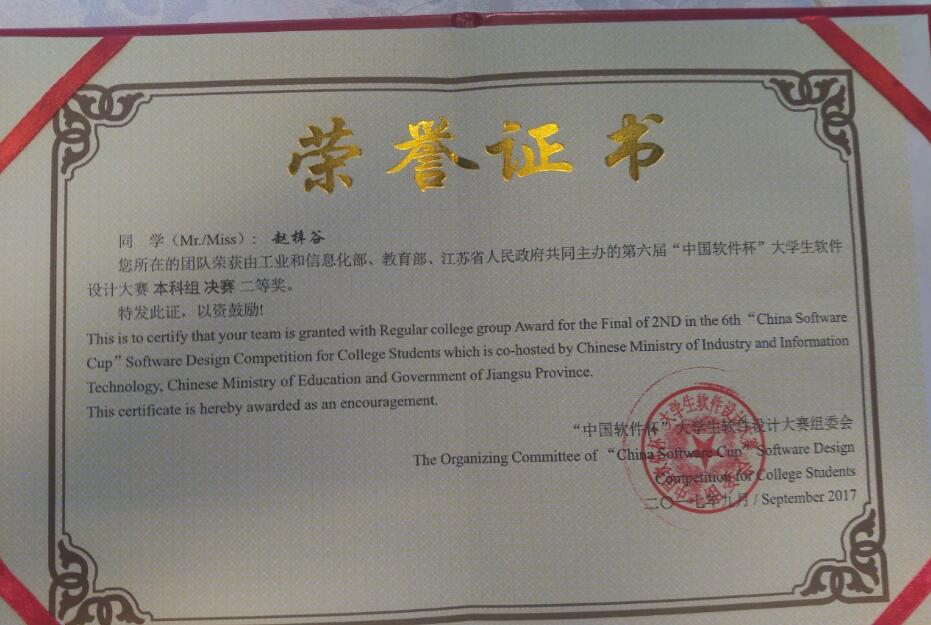 荣誉证书
同 学（Mr./Miss）： 赵梓谷
您所在的团队荣获由工业和信息化部、教育部、江苏省人民政府共同主办的第六届“中国软件杯”大学生软件
设计大赛 本科组 决赛 二等奖。
特发此证，以资鼓励!
This is to certify that your team is granted with Regular college group Award for the Final of 2ND in the 6th “China Software
Cup” Software Design Competition for College Students which is co-hosted by Chinese Ministry of Industry and Information
Technology, Chinese Ministry of Education and Government of Jiangsu Province.
This certificate is hereby awarded as an encouragement.
“中国软件杯”大学生软件设计大赛组委会
The Organizing Committee of “China Software Cup” Software Design
Competition for College Students
二〇一七年九月 / September 2017